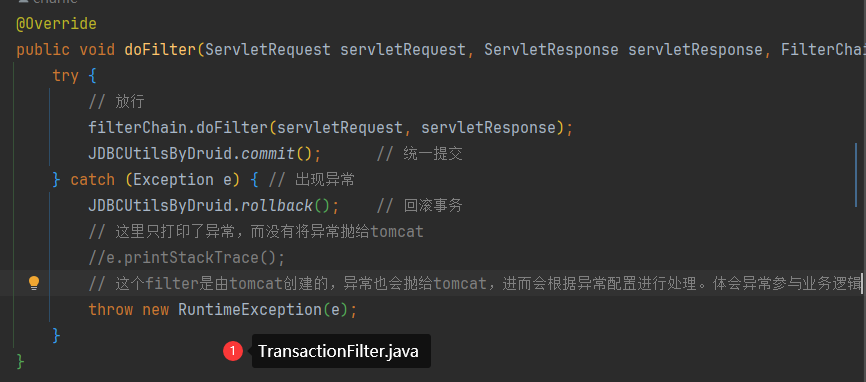 @Override
public void doFilter(ServletRequest servletRequest, ServletResponse servletResponse, FilterChai
try {
// 放行
filterChain.doFilter(servletRequest, servletResponse);
JDBCUtilsByDruid.commit(); // 统一提交
} catch (Exception e) { // 出现异常
JDBCUtilsByDruid.rollback(); // 回滚事务
// 这里只打印了异常，而没有将异常抛给tomcat
//e.printStackTrace();
// 这个filter是由tomcat创建的，异常也会抛给tomcat，进而会根据异常配置进行处理。体会异常参与业务逻辑
throw new RuntimeException(e);
}
1 TransactionFilter.java
}